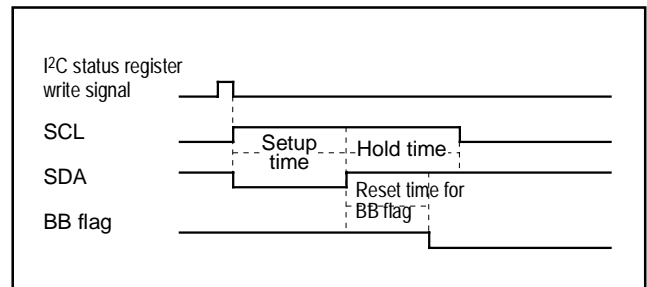 I²C status register
write signal
SCL
Setup
time
Hold time
SDA
Reset time for
BB flag
BB flag